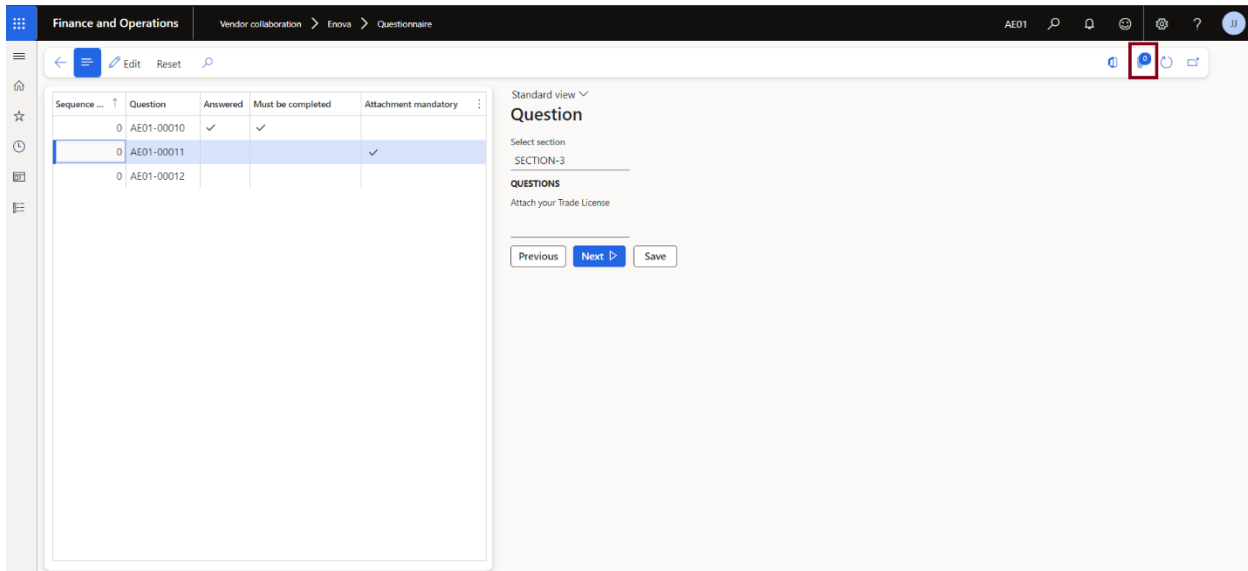 Finance and Operations Vendor collaboration Enova Questionnaire AE01 ? JJ
Edit Reset 0
Sequence ... Question Answered Must be completed Attachment mandatory
0 AE01-00010
0 AE01-00011
0 AE01-00012
Standard view
Question
Select section
SECTION-3
QUESTIONS
Attach your Trade License
Previous Next Save